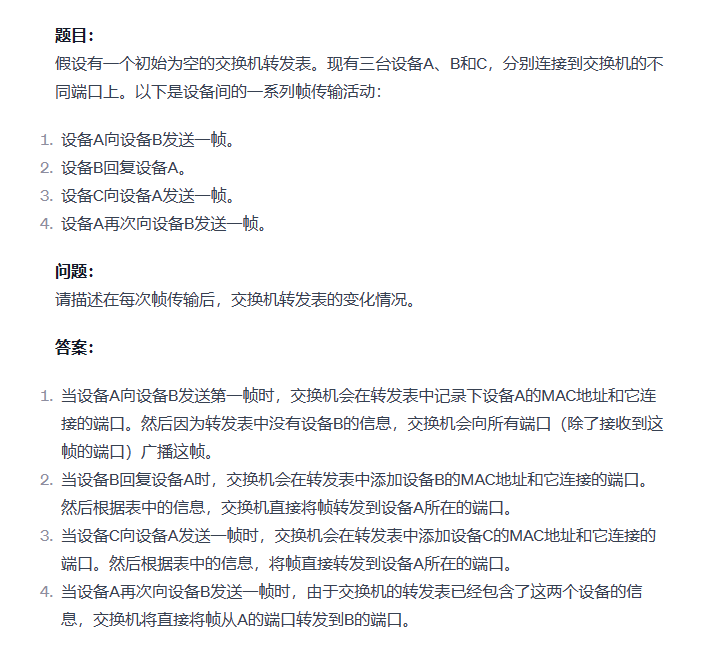 题目：
假设有一个初始为空的交换机转发表。现有三台设备A、B和C，分别连接到交换机的不
同端口上。以下是设备间的一系列帧传输活动：
1. 设备A向设备B发送一帧。
2. 设备B回复设备A。
3. 设备C向设备A发送一帧。
4. 设备A再次向设备B发送一帧。
问题：
请描述在每次帧传输后，交换机转发表的变化情况。
答案：
1. 当设备A向设备B发送第一帧时，交换机会在转发表中记录下设备A的MAC地址和它连
接的端口。然后因为转发表中没有设备B的信息，交换机会向所有端口（除了接收到这
帧的端口）广播这帧。
2. 当设备B回复设备A时，交换机会在转发表中添加设备B的MAC地址和它连接的端口。
然后根据表中的信息，交换机直接将帧转发到设备A所在的端口。
3. 当设备C向设备A发送一帧时，交换机会在转发表中添加设备C的MAC地址和它连接的
端口。然后根据表中的信息，将帧直接转发到设备A所在的端口。
4. 当设备A再次向设备B发送一帧时，由于交换机的转发表已经包含了这两个设备的信
息，交换机将直接将帧从A的端口转发到B的端口。